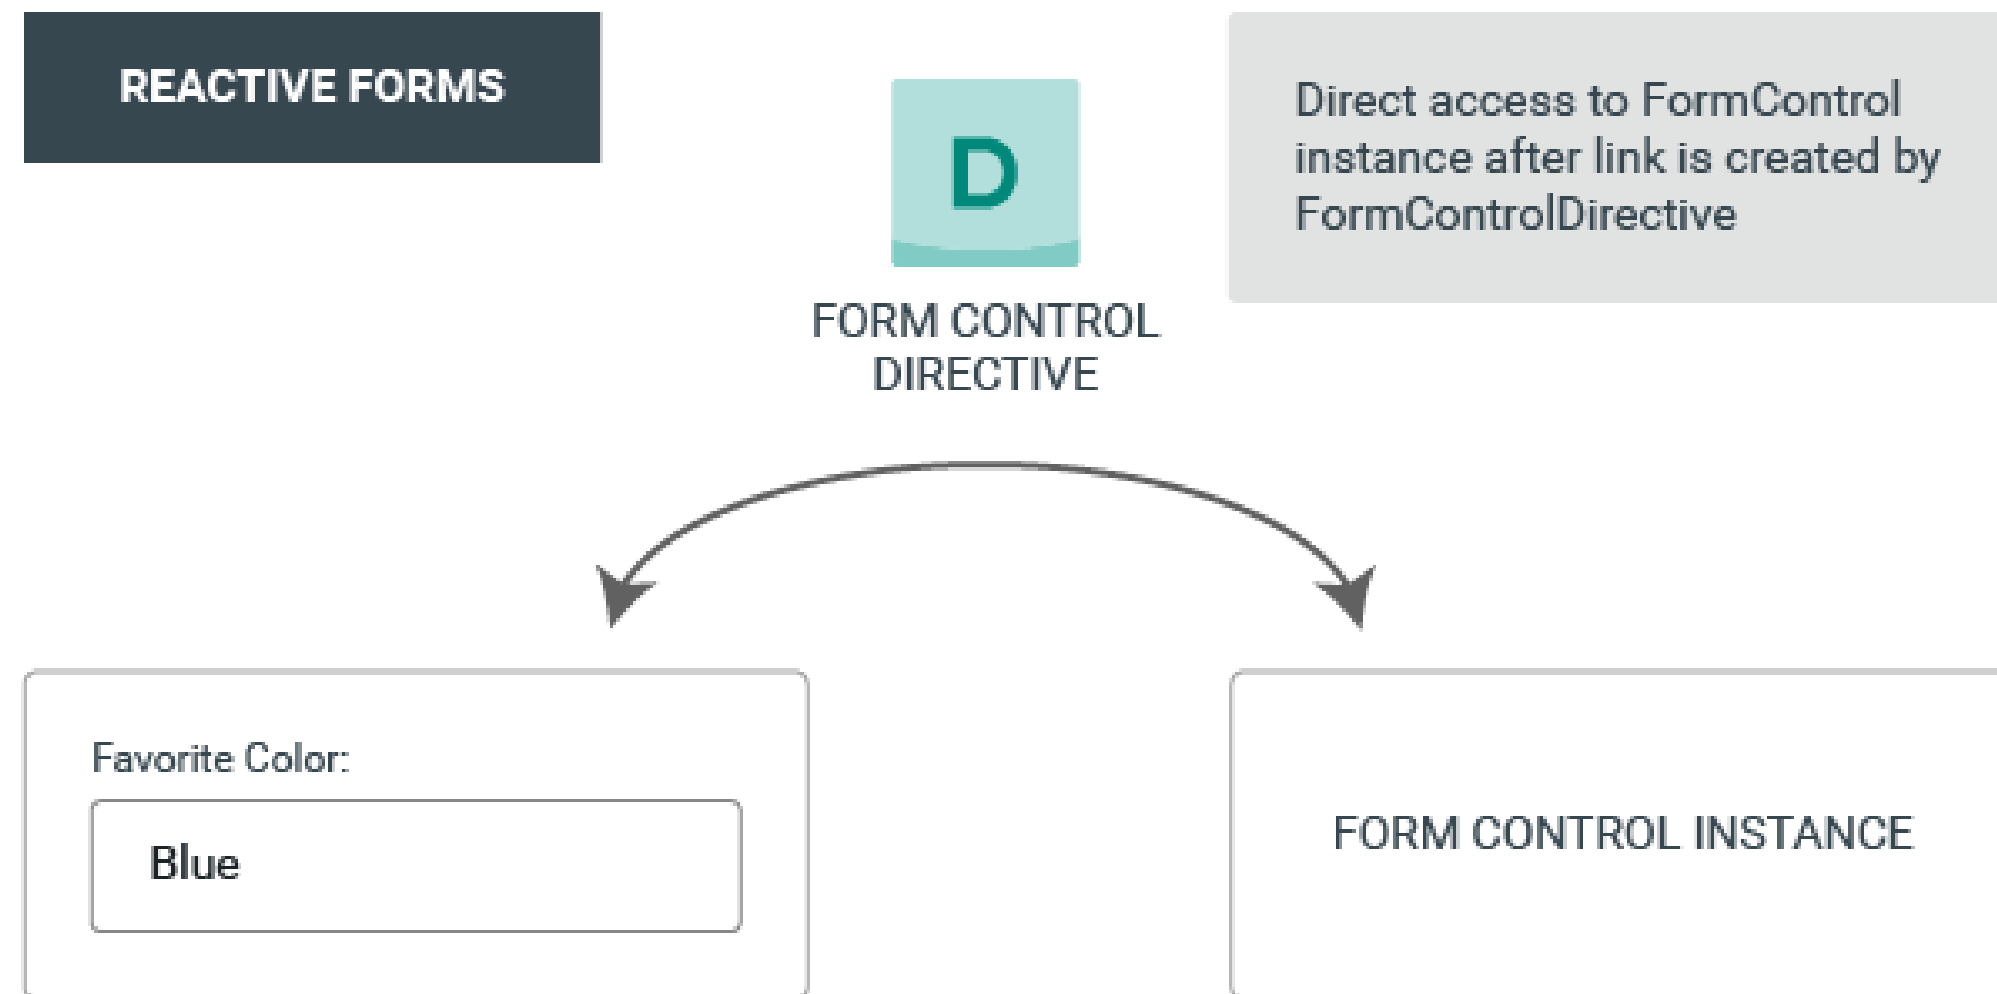 REACTIVE FORMS
D
FORM CONTROL
DIRECTIVE
Direct access to FormControl
instance after link is created by
FormControlDirective
Favorite Color:
Blue
FORM CONTROL INSTANCE